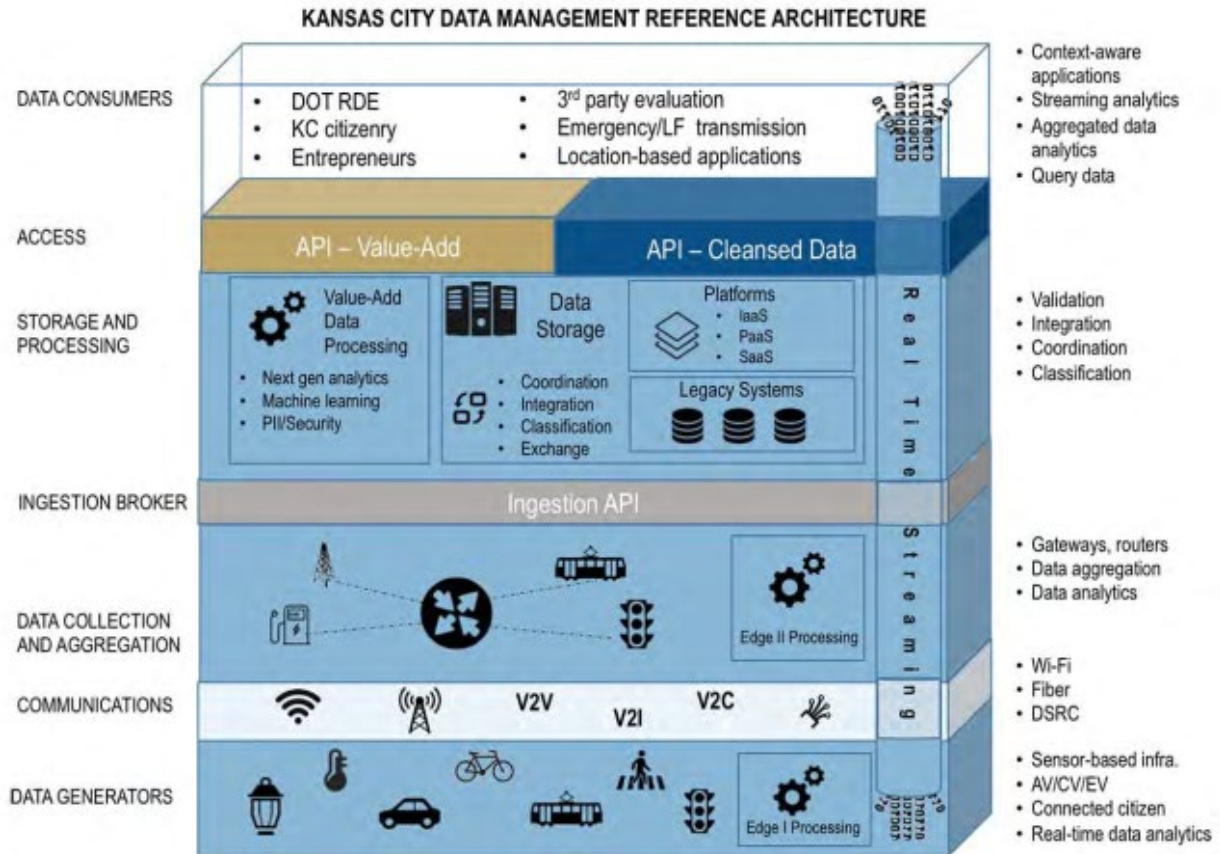 KANSAS CITY DATA MANAGEMENT REFERENCE ARCHITECTURE
DATA CONSUMERS
• DOT RDE
• KC citizenry
• Entrepreneurs
• 3rd party evaluation
• Emergency/LF transmission
• Location-based applications
• Context-aware
applications
• Streaming analytics
• Aggregated data
analytics
• Query data
ACCESS
API – Value-Add
API – Cleansed Data
STORAGE AND
PROCESSING
Value-Add
Data
Processing
• Next gen analytics
• Machine learning
• PII/Security
Data
Storage
• Coordination
• Integration
• Classification
• Exchange
Platforms
• IaaS
• PaaS
• SaaS
Legacy Systems
Real Time Streaming
• Validation
• Integration
• Coordination
• Classification
INGESTION BROKER
Ingestion API
DATA COLLECTION
AND AGGREGATION
Edge II Processing
• Gateways, routers
• Data aggregation
• Data analytics
COMMUNICATIONS
V2V
V2I
V2C
• Wi-Fi
• Fiber
• DSRC
DATA GENERATORS
Edge I Processing
• Sensor-based infra.
• AV/CV/EV
• Connected citizen
• Real-time data analytics